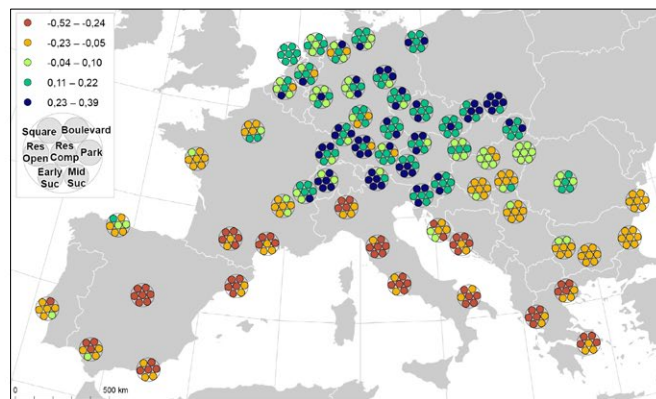 -0,52 – -0,24
-0,23 – -0,05
-0,04 – 0,10
0,11 – 0,22
0,23 – 0,39
Square Boulevard
Res Open Res Comp Park
Early Suc Mid Suc
0 500 km